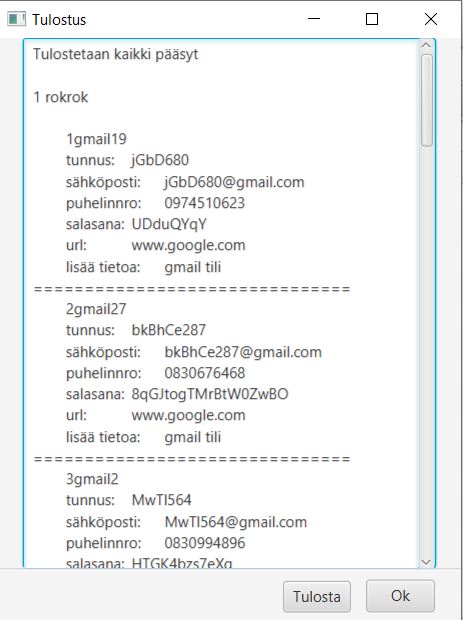 Tulostus
Tulostetaan kaikki pääsyt
1 rokrok
1gmail19
tunnus: jGbD680
sähköposti: jGbD680@gmail.com
puhelinnro: 0974510623
salasana: UDduQYqY
url: www.google.com
lisää tietoa: gmail tili
===============================
2gmail27
tunnus: bkBhCe287
sähköposti: bkBhCe287@gmail.com
puhelinnro: 0830676468
salasana: 8qGJtogTMrBtW0ZwBO
url: www.google.com
lisää tietoa: gmail tili
===============================
3gmail2
tunnus: MwTI564
sähköposti: MwTI564@gmail.com
puhelinnro: 0830994896
salasana: HTGK4bzs7eXq
Tulosta Ok